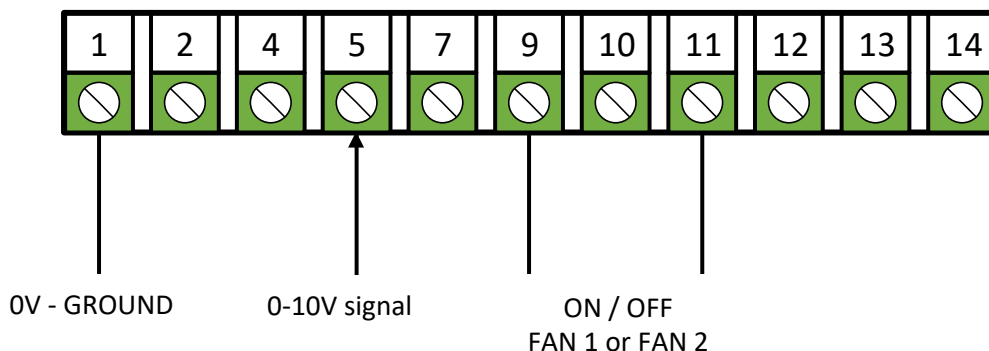 1 2 4 5 7 9 10 11 12 13 14
0V - GROUND 0-10V signal ON / OFF
FAN 1 or FAN 2